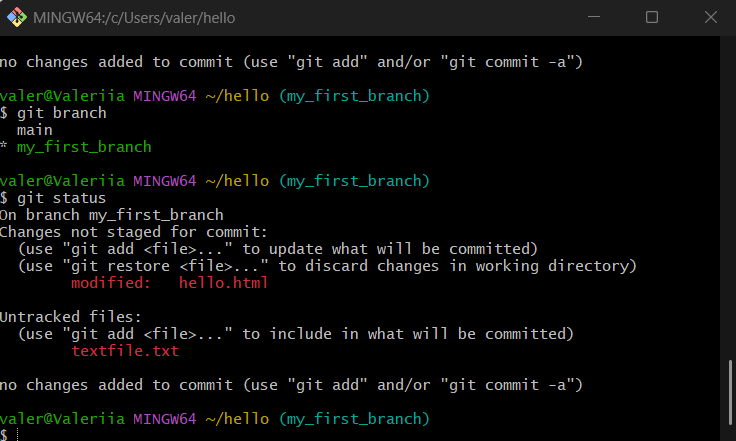 MINGW64:/c/Users/valer/hello
no changes added to commit (use "git add" and/or "git commit -a")
valer@Valeriia MINGW64 ~/hello (my_first_branch)
$ git branch
  main
* my_first_branch
valer@Valeriia MINGW64 ~/hello (my_first_branch)
$ git status
On branch my_first_branch
Changes not staged for commit:
  (use "git add <file>..." to update what will be committed)
  (use "git restore <file>..." to discard changes in working directory)
        modified:   hello.html
Untracked files:
  (use "git add <file>..." to include in what will be committed)
        textfile.txt
no changes added to commit (use "git add" and/or "git commit -a")
valer@Valeriia MINGW64 ~/hello (my_first_branch)
$